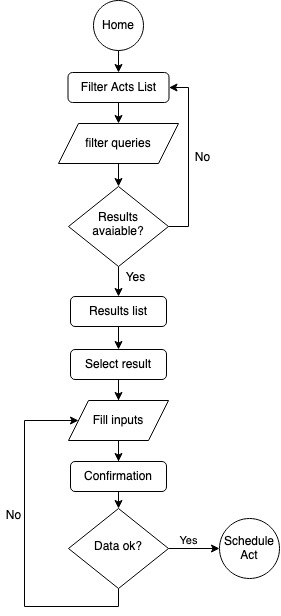 Home
Filter Acts List
filter queries
No
Results
avaiable?
Yes
Results list
Select result
Fill inputs
Confirmation
No
Data ok?
Yes
Schedule
Act